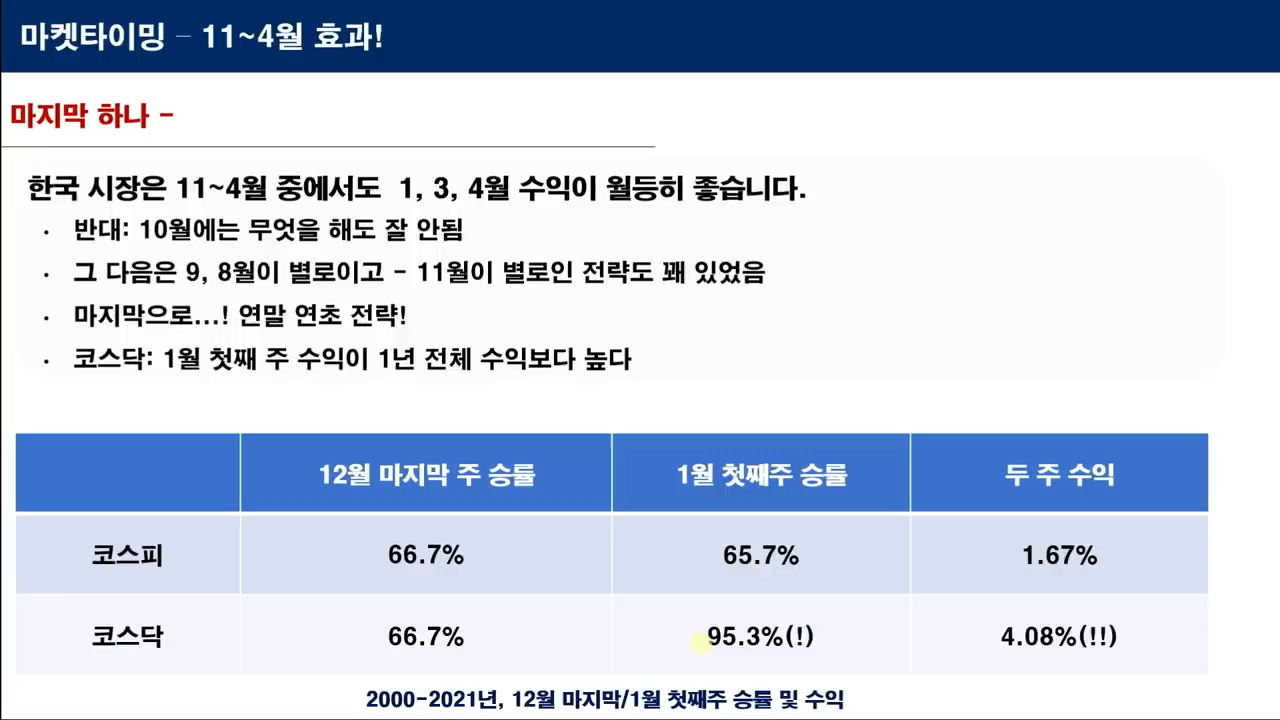 마켓타이밍 – 11~4월 효과!
마지막 하나 -
한국 시장은 11~4월 중에서도 1, 3, 4월 수익이 월등히 좋습니다.
· 반대: 10월에는 무엇을 해도 잘 안됨
· 그 다음은 9, 8월이 별로이고 - 11월이 별로인 전략도 꽤 있었음
· 마지막으로...! 연말 연초 전략!
· 코스닥: 1월 첫째 주 수익이 1년 전체 수익보다 높다
12월 마지막 주 승률 1월 첫째주 승률 두 주 수익
코스피 66.7% 65.7% 1.67%
코스닥 66.7% 95.3%(!) 4.08%(!!)
2000-2021년, 12월 마지막/1월 첫째주 승률 및 수익